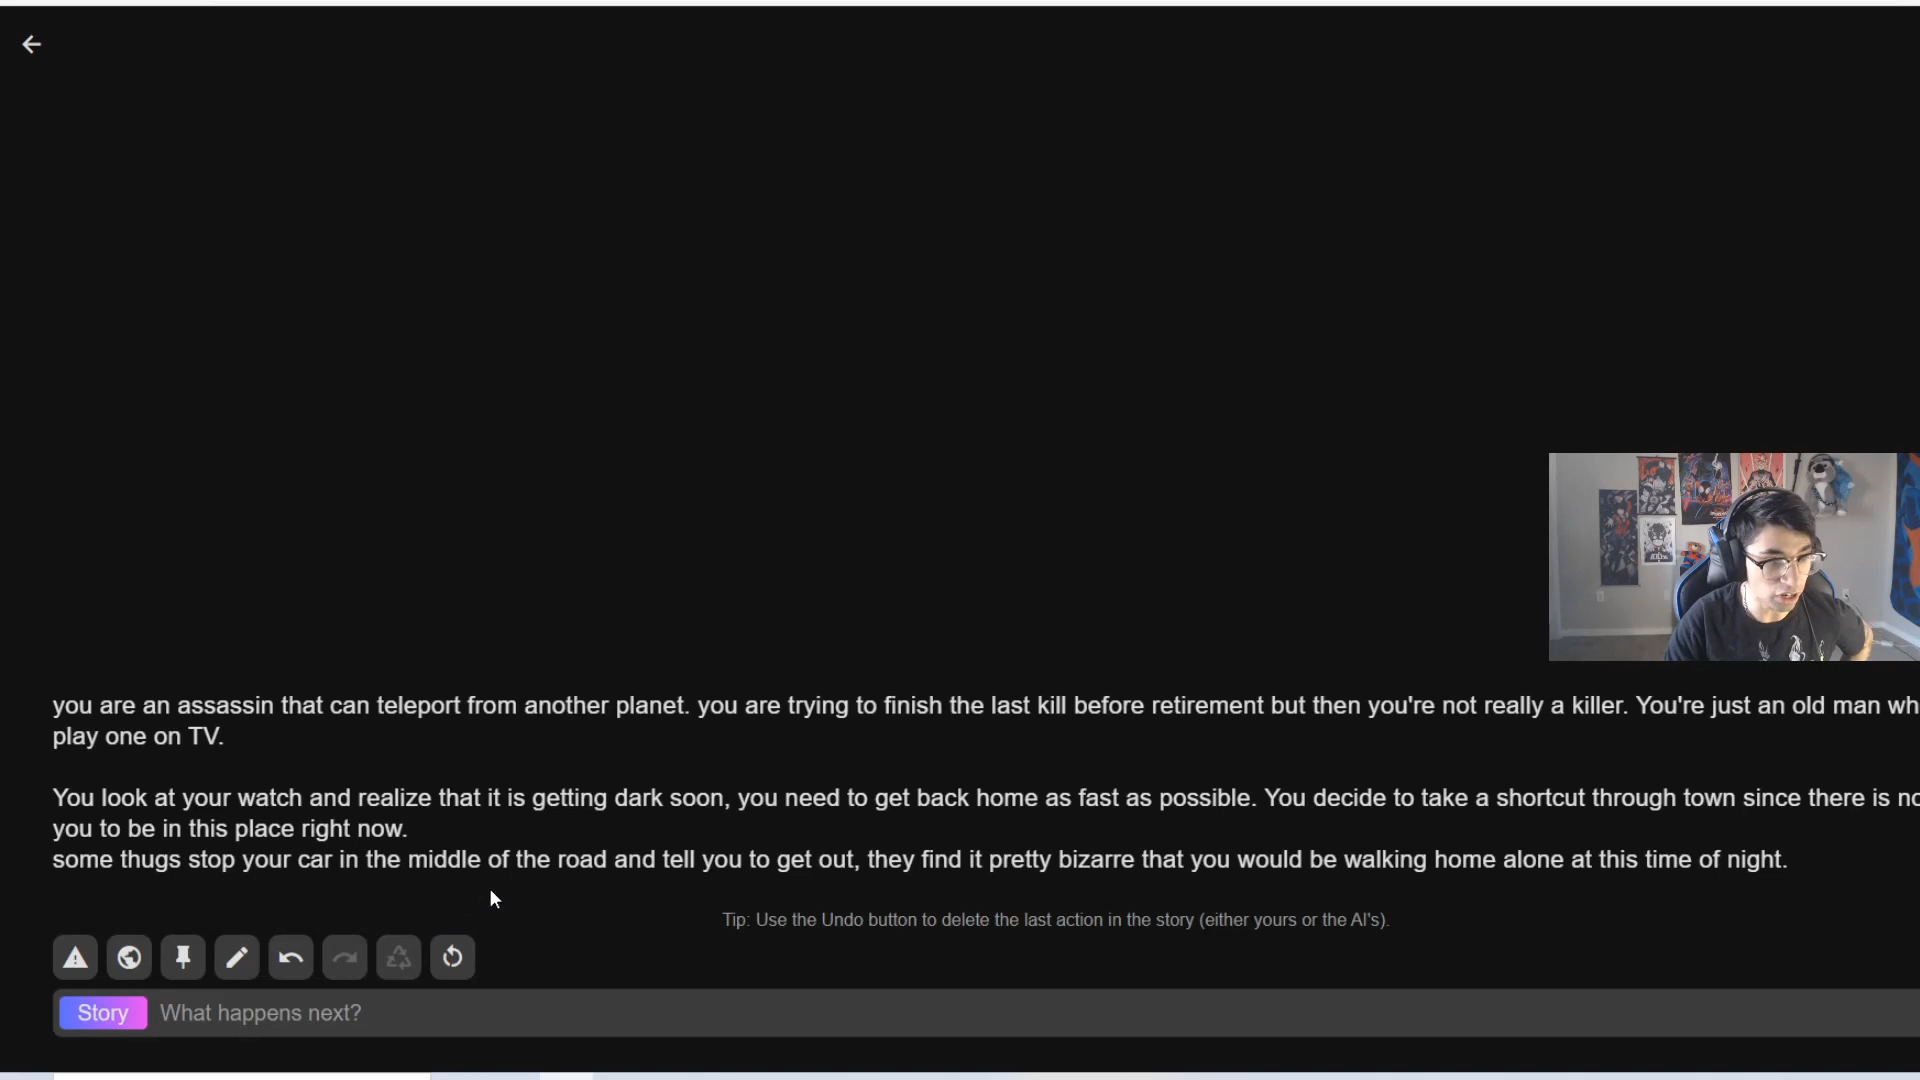 you are an assassin that can teleport from another planet. you are trying to finish the last kill before retirement but then you're not really a killer. You're just an old man wh
play one on TV.
You look at your watch and realize that it is getting dark soon, you need to get back home as fast as possible. You decide to take a shortcut through town since there is no
you to be in this place right now.
some thugs stop your car in the middle of the road and tell you to get out, they find it pretty bizarre that you would be walking home alone at this time of night.
Tip: Use the Undo button to delete the last action in the story (either yours or the AI's).
Story What happens next?